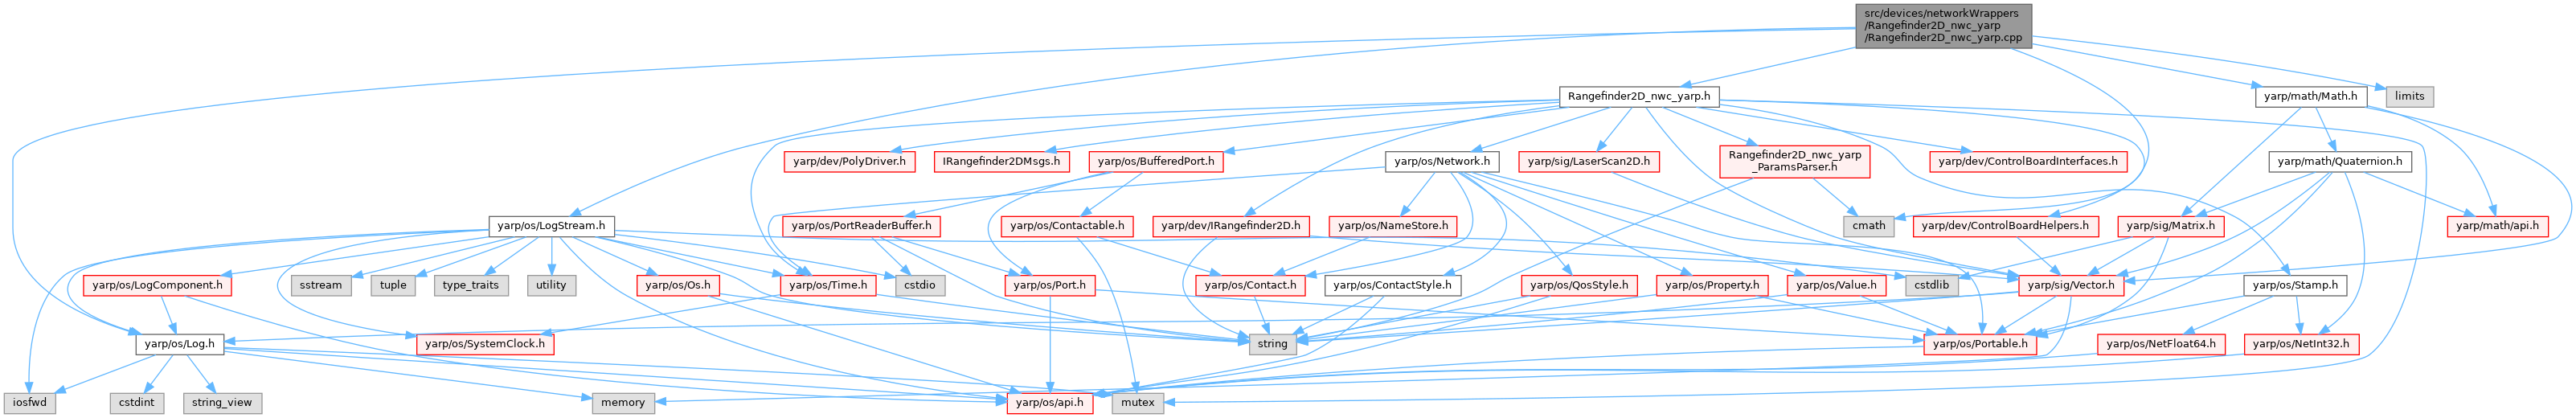 src/devices/networkWrappers
/Rangefinder2D_nwc_yarp
/Rangefinder2D_nwc_yarp.cpp
Rangefinder2D_nwc_yarp.h
yarp/math/Math.h
limits
yarp/dev/PolyDriver.h
IRangefinder2DMsgs.h
yarp/os/BufferedPort.h
yarp/os/Network.h
yarp/sig/LaserScan2D.h
Rangefinder2D_nwc_yarp
_ParamsParser.h
yarp/dev/ControlBoardInterfaces.h
yarp/math/Quaternion.h
yarp/os/LogStream.h
yarp/os/PortReaderBuffer.h
yarp/os/Contactable.h
yarp/dev/IRangefinder2D.h
yarp/os/NameStore.h
cmath
yarp/dev/ControlBoardHelpers.h
yarp/sig/Matrix.h
yarp/math/api.h
yarp/os/LogComponent.h
sstream
tuple
type_traits
utility
yarp/os/Os.h
yarp/os/Time.h
cstdio
yarp/os/Port.h
yarp/os/Contact.h
yarp/os/ContactStyle.h
yarp/os/QosStyle.h
yarp/os/Property.h
yarp/os/Value.h
cstdlib
yarp/sig/Vector.h
yarp/os/Stamp.h
yarp/os/Log.h
yarp/os/SystemClock.h
string
yarp/os/Portable.h
yarp/os/NetFloat64.h
yarp/os/NetInt32.h
iosfwd
cstdint
string_view
memory
yarp/os/api.h
mutex